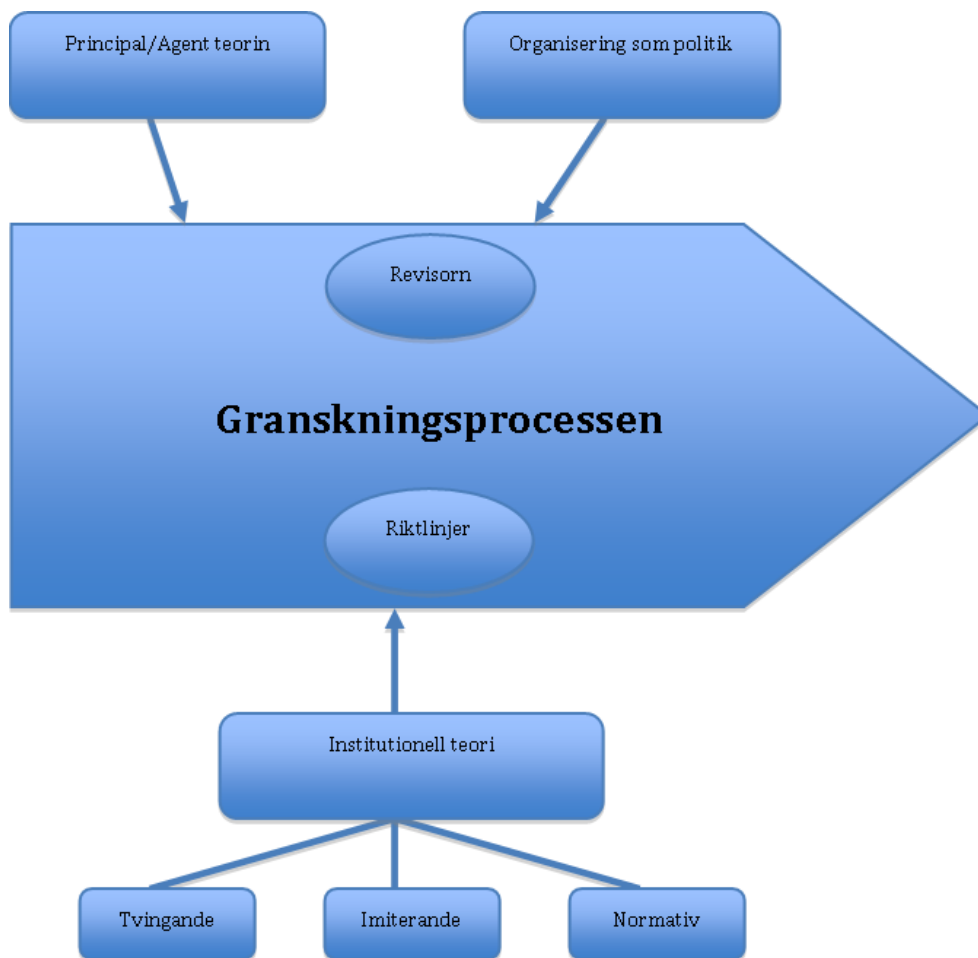 Principal/Agent teorin
Organisering som politik
Revisorn
Granskningsprocessen
Riktlinjer
Institutionell teori
Tvingande
Imiterande
Normativ